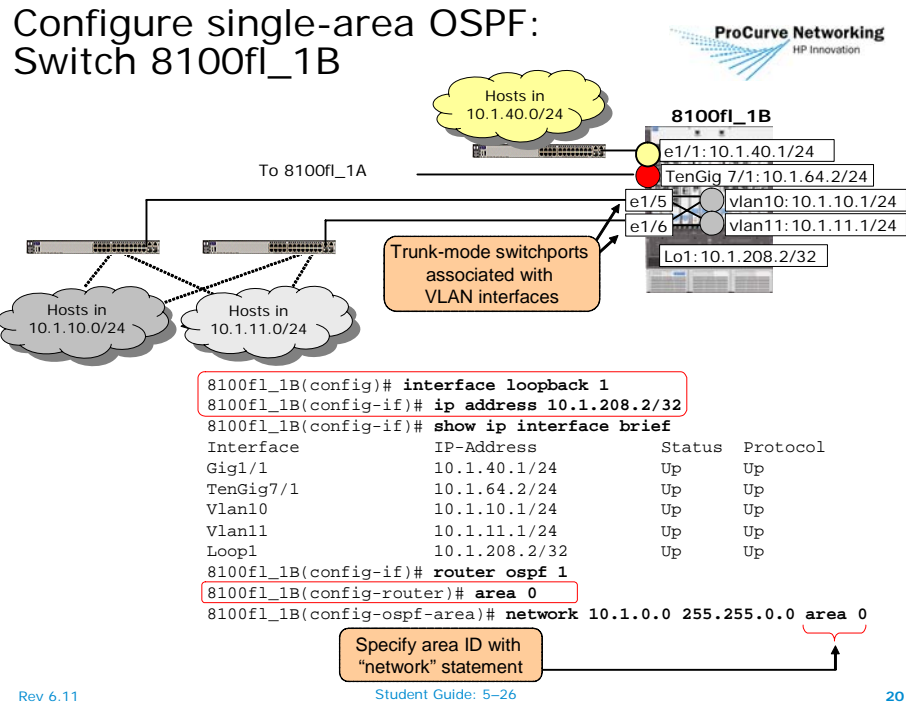 Configure single-area OSPF:
Switch 8100fl_1B
ProCurve Networking
HP Innovation
Hosts in
10.1.40.0/24
8100fl_1B
e1/1:10.1.40.1/24
To 8100fl_1A
TenGig 7/1:10.1.64.2/24
e1/5
vlan10:10.1.10.1/24
e1/6
vlan11:10.1.11.1/24
Trunk-mode switchports
associated with
VLAN interfaces
Lo1:10.1.208.2/32
Hosts in
10.1.10.0/24
Hosts in
10.1.11.0/24
8100fl_1B(config)# interface loopback 1
8100fl_1B(config-if)# ip address 10.1.208.2/32
8100fl_1B(config-if)# show ip interface brief
Interface IP-Address Status Protocol
Gig1/1 10.1.40.1/24 Up Up
TenGig7/1 10.1.64.2/24 Up Up
Vlan10 10.1.10.1/24 Up Up
Vlan11 10.1.11.1/24 Up Up
Loop1 10.1.208.2/32 Up Up
8100fl_1B(config-if)# router ospf 1
8100fl_1B(config-router)# area 0
8100fl_1B(config-ospf-area)# network 10.1.0.0 255.255.0.0 area 0
Specify area ID with
“network” statement
Rev 6.11
Student Guide: 5–26
20